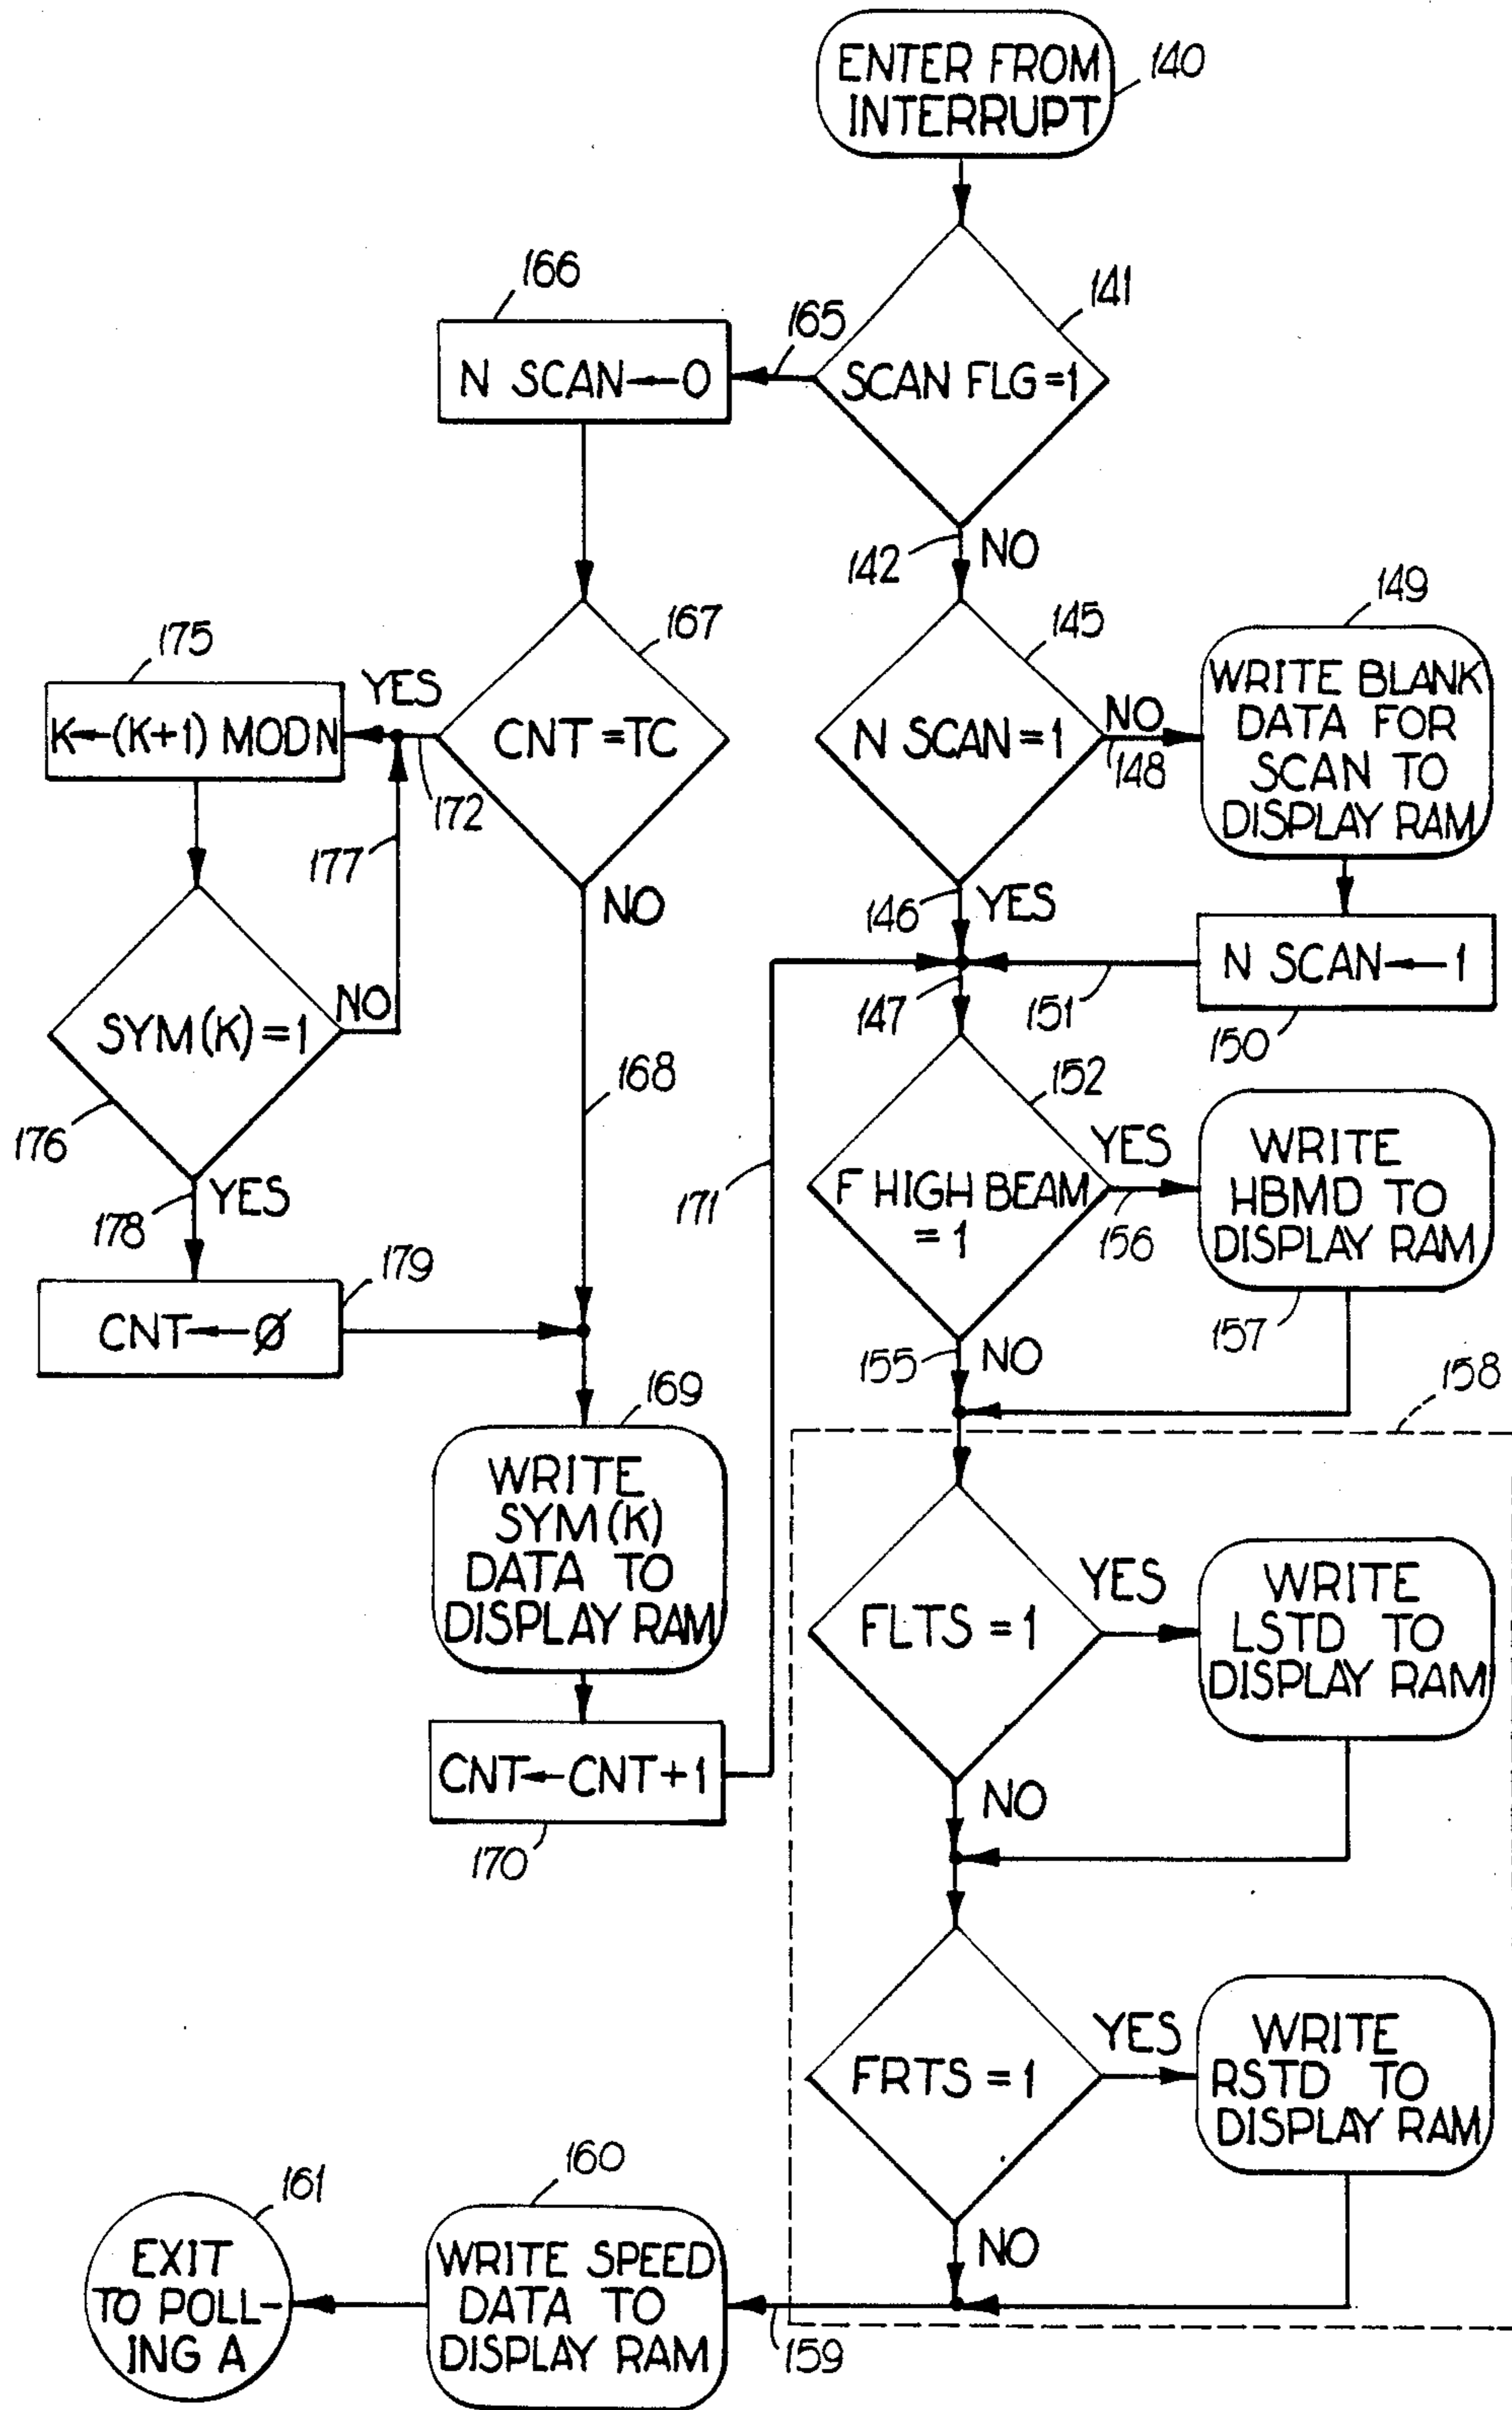 ENTER FROM
INTERRUPT
140
SCAN FLG=1
141
165
166
N SCAN←0
142
NO
N SCAN=1
145
NO
148
149
WRITE BLANK
DATA FOR
SCAN TO
DISPLAY RAM
CNT=TC
167
YES
172
175
K←(K+1) MOD N
177
NO
SYM(K)=1
176
NO
178
YES
179
CNT←Ø
168
146
YES
147
151
N SCAN←1
150
171
F HIGH BEAM
=1
152
YES
156
WRITE
HBMD TO
DISPLAY RAM
157
155
NO
158
169
WRITE
SYM(K)
DATA TO
DISPLAY RAM
CNT←CNT+1
170
FLTS=1
YES
WRITE
LSTD TO
DISPLAY RAM
NO
FRTS=1
YES
WRITE
RSTD TO
DISPLAY RAM
NO
159
160
WRITE SPEED
DATA TO
DISPLAY RAM
161
EXIT
TO POLL-
ING A